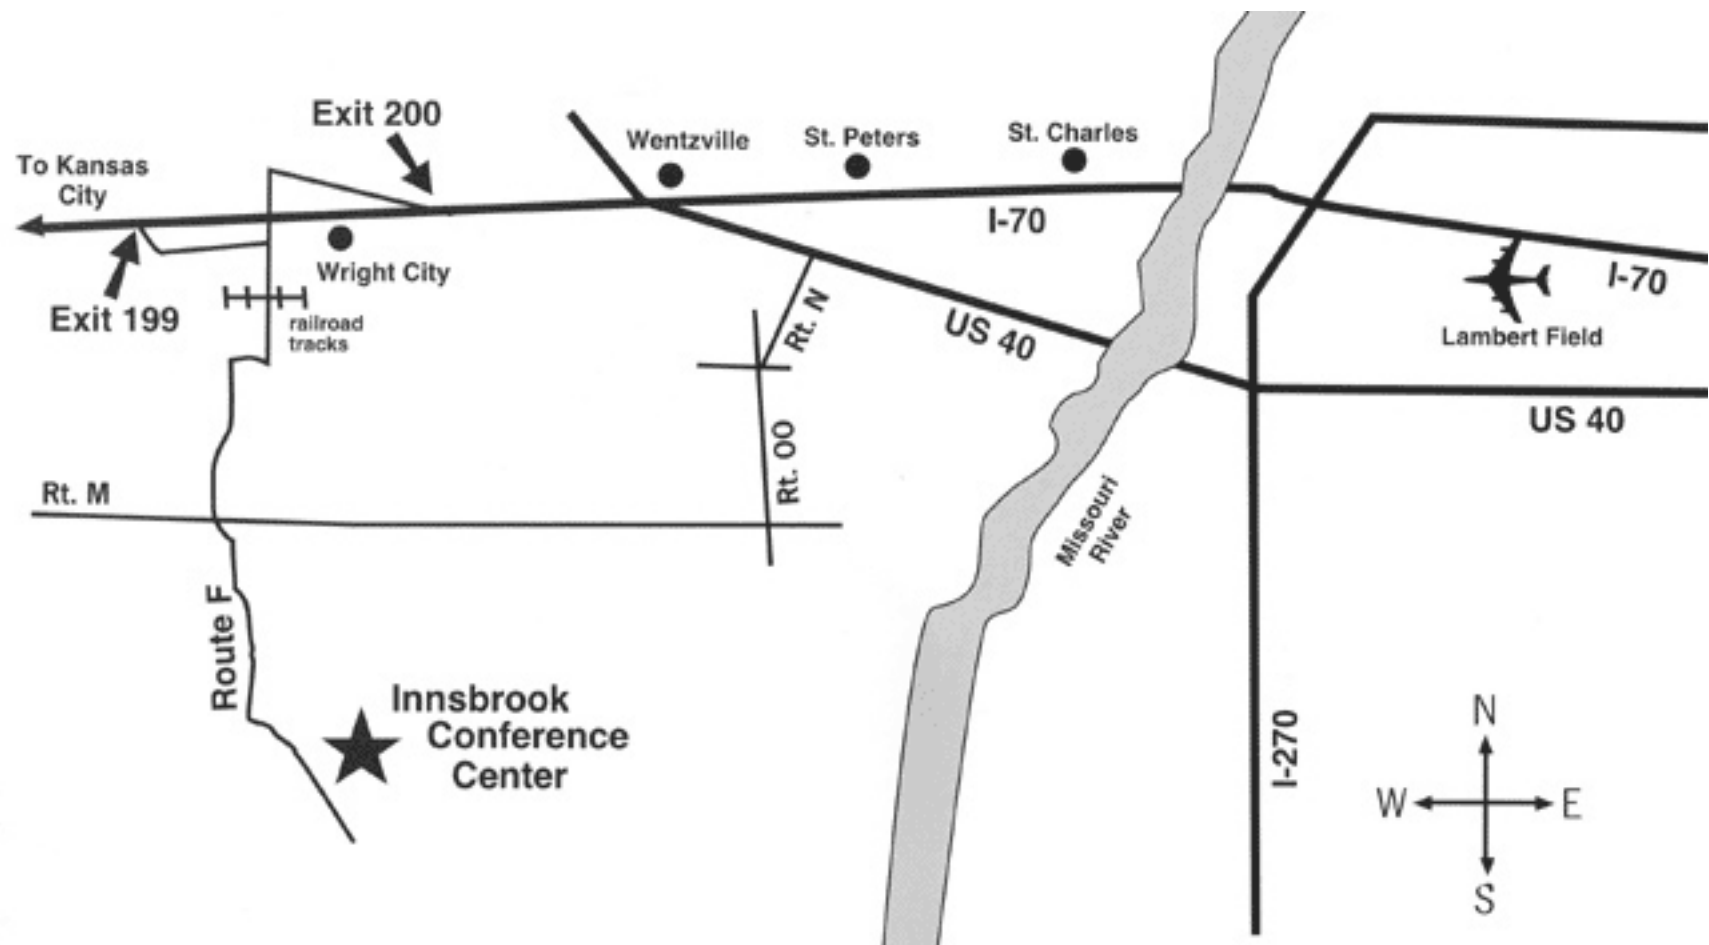 Exit 200
To Kansas
City
Wentzville
St. Peters
St. Charles
I-70
Wright City
Exit 199
railroad
tracks
Rt. N
US 40
I-70
Lambert Field
US 40
Rt. OO
Rt. M
Missouri
River
Route F
Innsbrook
Conference
Center
I-270
N
W
E
S